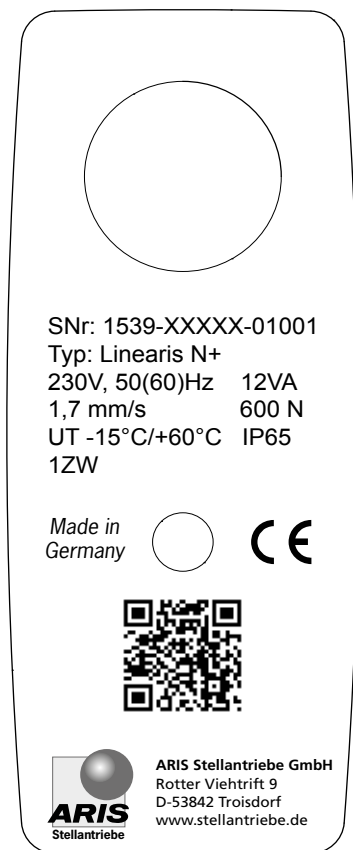 SNr: 1539-XXXXX-01001
Typ: Linearis N+
230V, 50(60)Hz 12VA
1,7 mm/s 600 N
UT -15°C/+60°C IP65
1ZW
Made in
Germany
CE
ARIS
Stellantriebe
ARIS Stellantriebe GmbH
Rotter Viehtrift 9
D-53842 Troisdorf
www.stellantriebe.de